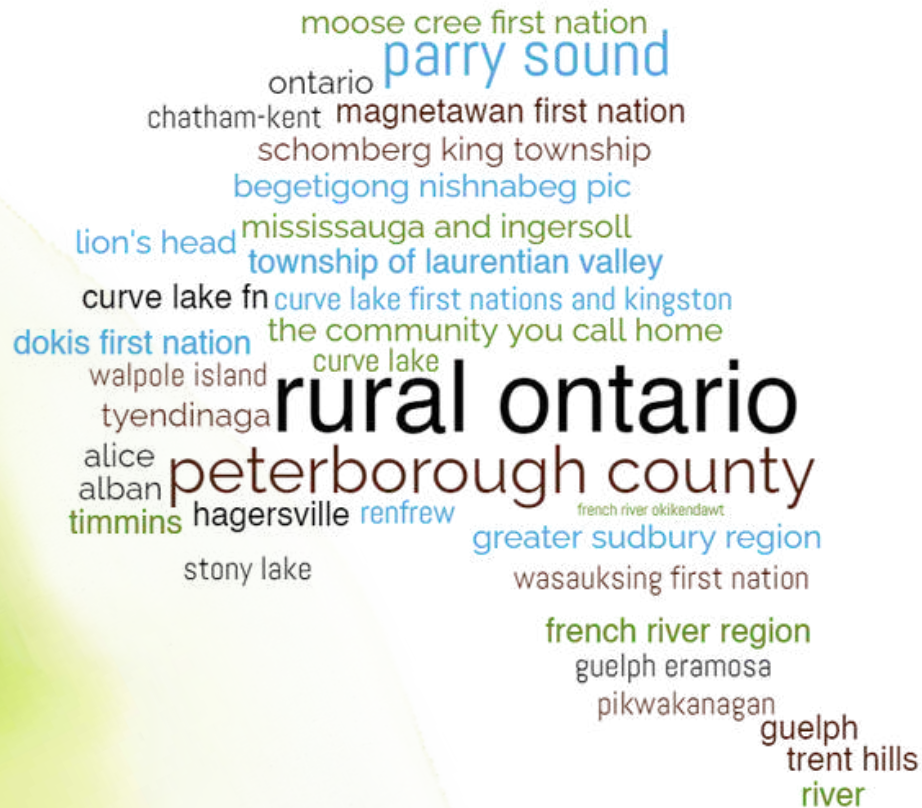 moose cree first nation
parry sound
ontario
chatham-kent
magnetawan first nation
schomberg king township
begetigong nishnabeg pic
mississauga and ingersoll
lion's head
township of laurentian valley
curve lake fn
curve lake first nations and kingston
the community you call home
dokis first nation
curve lake
walpole island
rural ontario
tyendinaga
alice
peterborough county
alban
timmins
hagersville
renfrew
french river okikendawt
greater sudbury region
stony lake
wasauksing first nation
french river region
guelph eramosa
pikwakanagan
guelph
trent hills
river